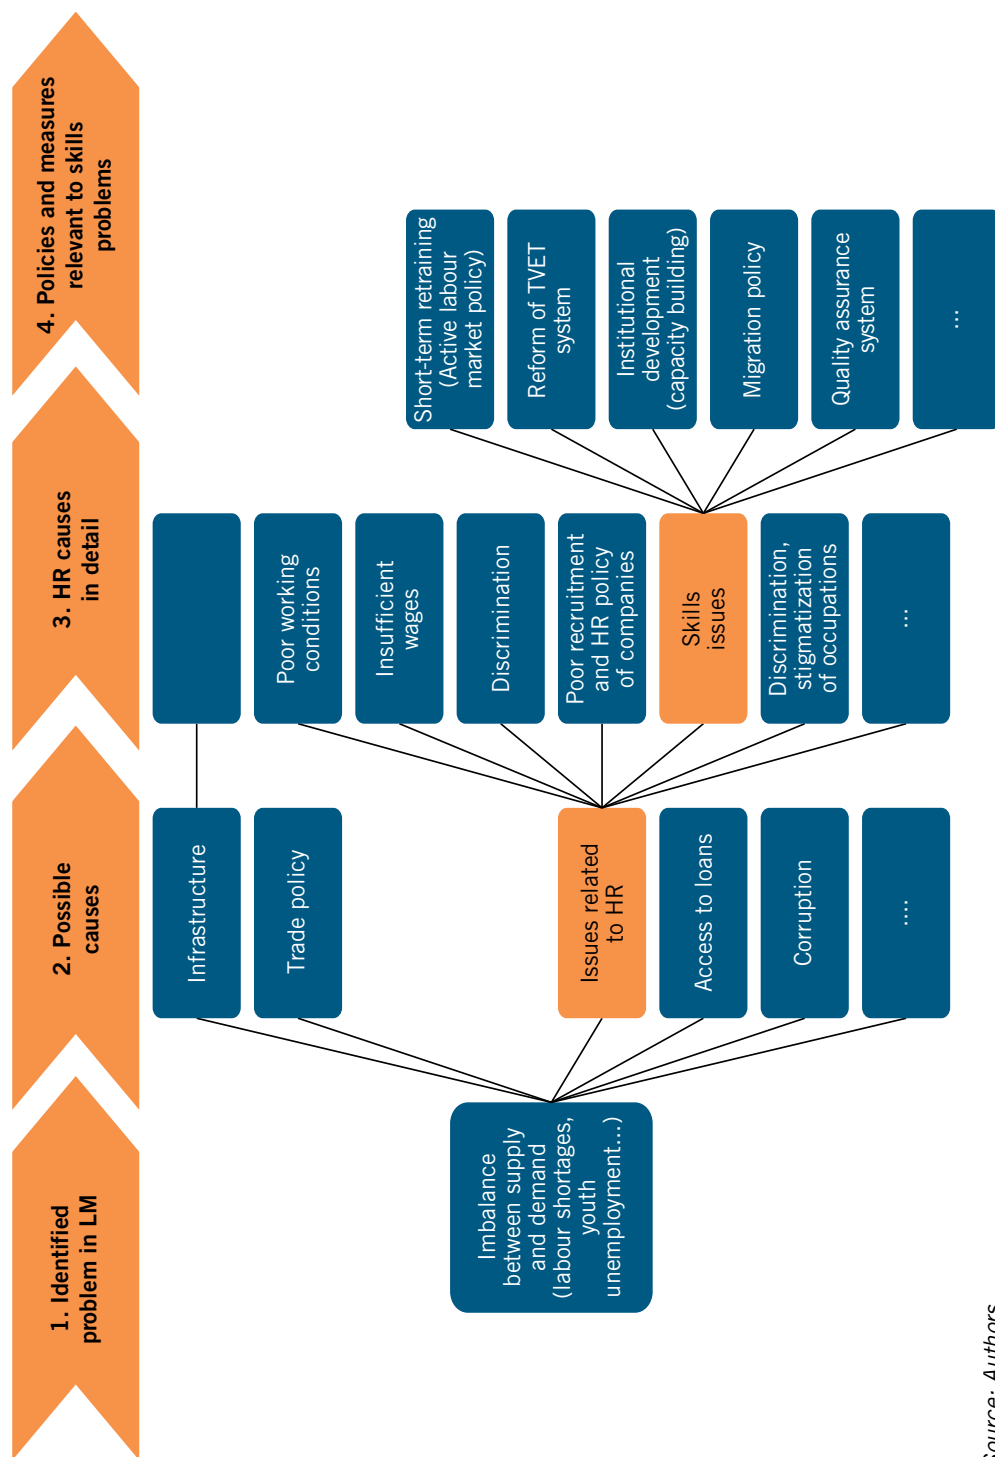 1. Identified
problem in LM
2. Possible
causes
3. HR causes
in detail
4. Policies and measures
relevant to skills
problems
Imbalance
between supply
and demand
(labour shortages,
youth
unemployment...)
Infrastructure
Trade policy
Issues related
to HR
Access to loans
Corruption
....
Poor working
conditions
Insufficient
wages
Discrimination
Poor recruitment
and HR policy
of companies
Skills
issues
Discrimination,
stigmatization
of occupations
...
Short-term retraining
(Active labour
market policy)
Reform of TVET
system
Institutional
development
(capacity building)
Migration policy
Quality assurance
system
...
Source: Authors